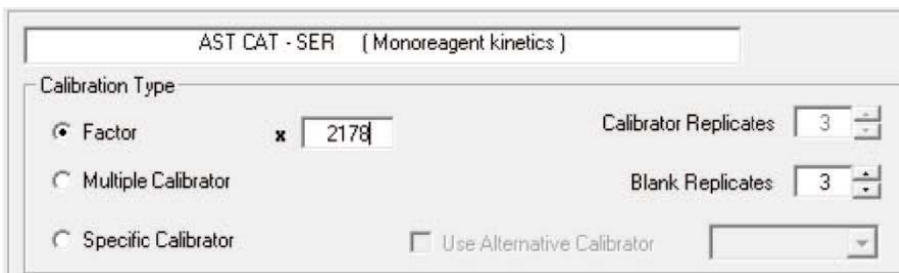 AST CAT - SER ( Monoreagent kinetics )
Calibration Type
Factor x 2178 Calibrator Replicates 3
Multiple Calibrator Blank Replicates 3
Specific Calibrator Use Alternative Calibrator